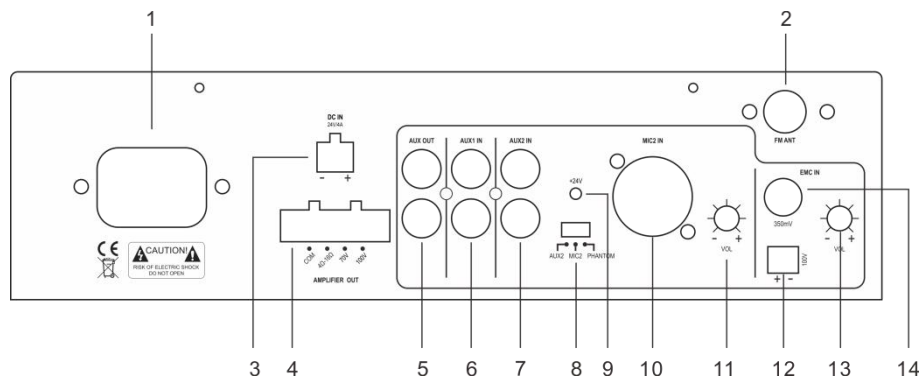 1
2
DC IN
24V/4A
- +
AUX OUT
AUX1 IN
AUX2 IN
MIC2 IN
FM ANT
EMC IN
+24V
350mV
- +
VOL
- +
VOL
AUX2 MIC2 PHANTOM
100V
+ -
CE
CAUTION!
RISK OF ELECTRIC SHOCK
DO NOT OPEN
COM
4Ω-16Ω
70V
100V
AMPLIFIER OUT
3
4
5
6
7
8
9
10
11
12
13
14